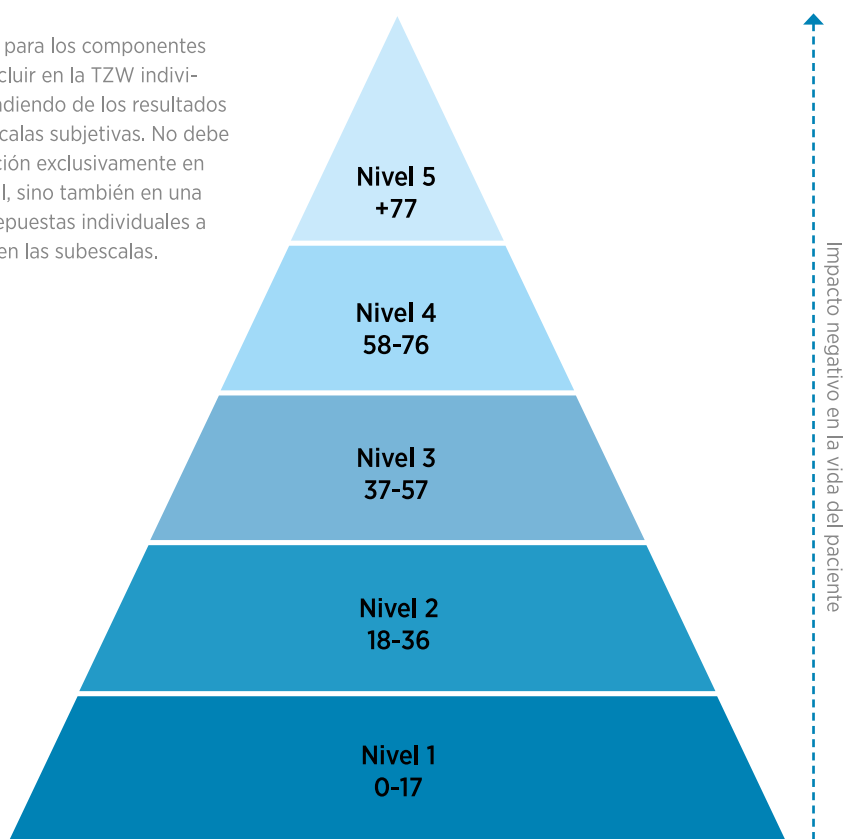 para los componentes
cluir en la TZW indivi-
ndiendo de los resultados
calas subjetivas. No debe
ción exclusivamente en
l, sino también en una
epuestas individuales a
en las subescalas.
Nivel 5
+77
Nivel 4
58-76
Nivel 3
37-57
Nivel 2
18-36
Nivel 1
0-17
Impacto negativo en la vida del paciente